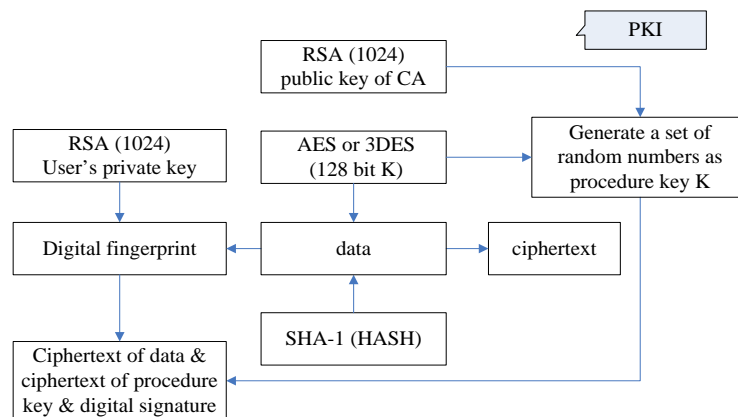 PKI
RSA (1024)
public key of CA
RSA (1024)
User's private key
AES or 3DES
(128 bit K)
Generate a set of
random numbers as
procedure key K
Digital fingerprint
data
ciphertext
SHA-1 (HASH)
Ciphertext of data &
ciphertext of procedure
key & digital signature